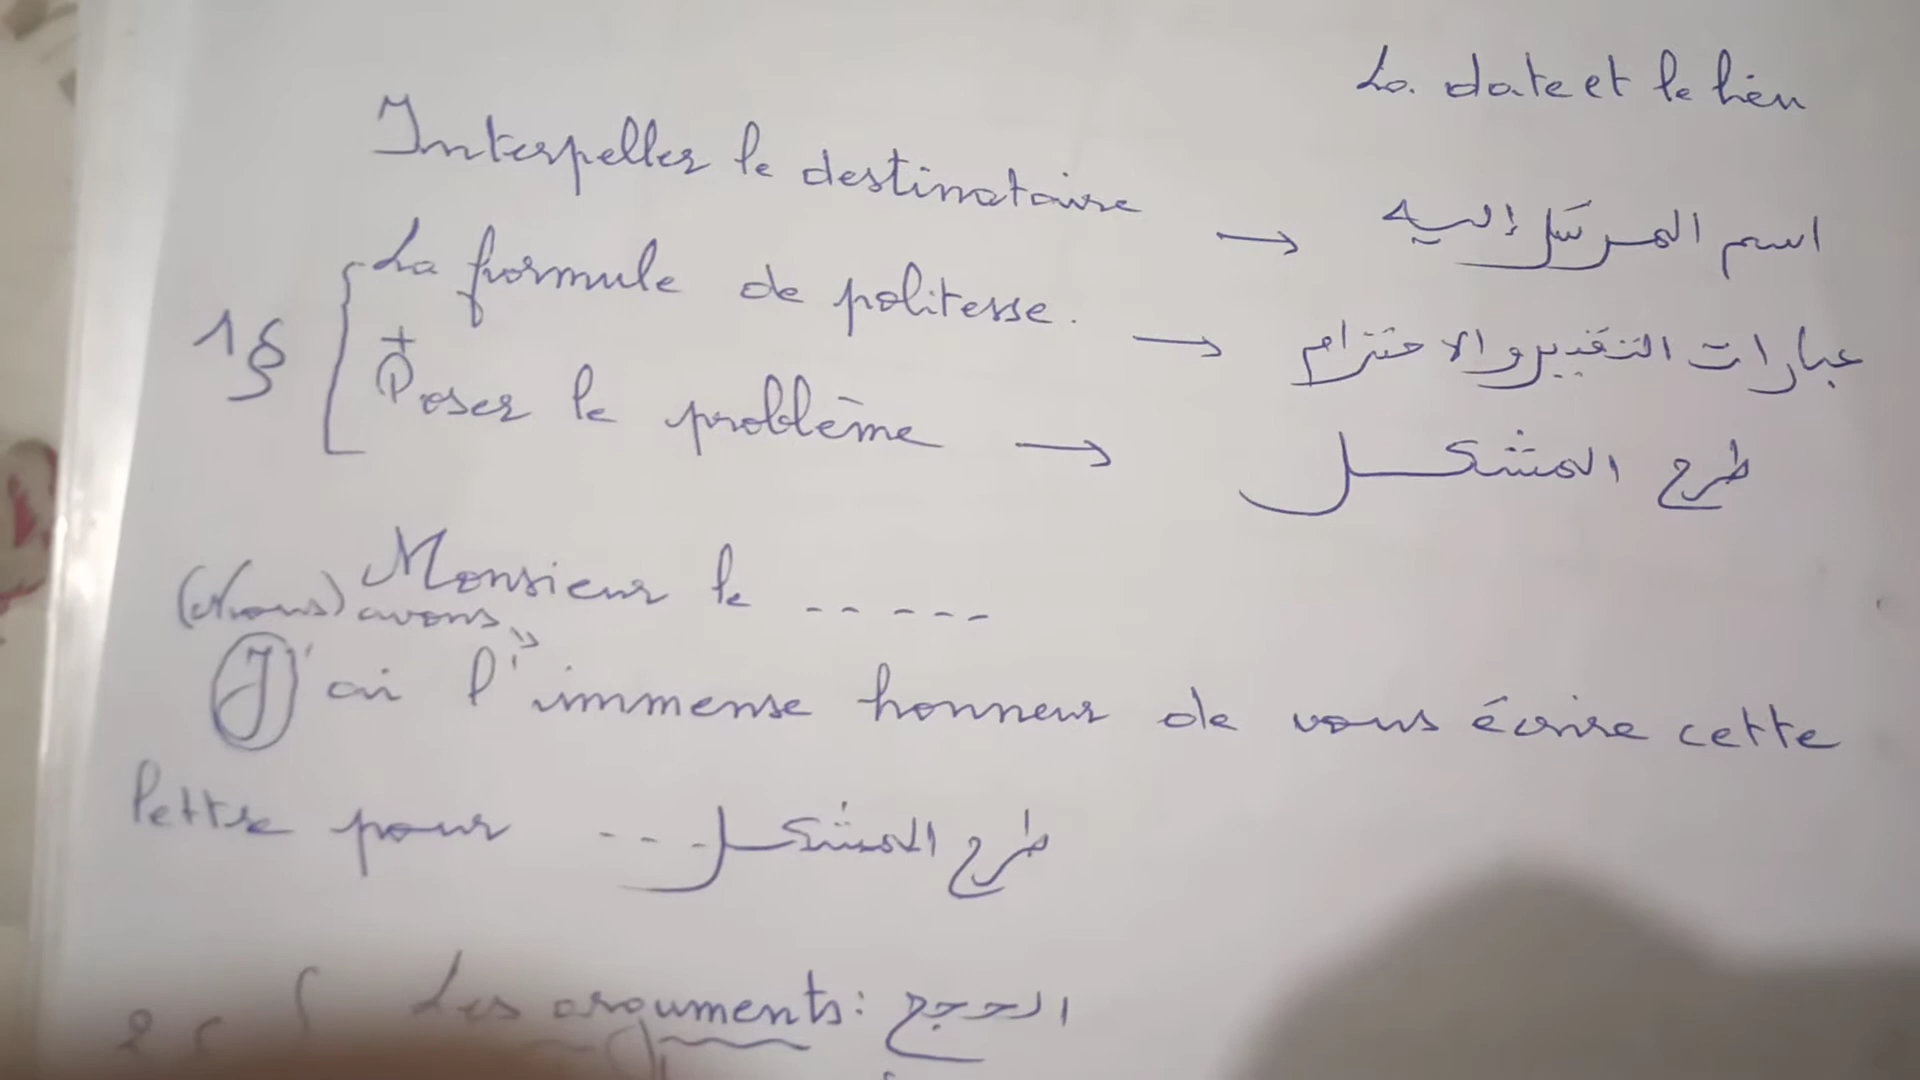 La date et le lieu
Interpeller le destinataire → اسم المرسَل إليه
1§ La formule de politesse. → عبارات التقدير والاحترام
+
Poser le problème → طرح المشكل
Monsieur le -----
(Nous) avons
"
J'ai l'immense honneur de vous écrire cette
lettre pour --- طرح المشكل
Les arguments: الحجج